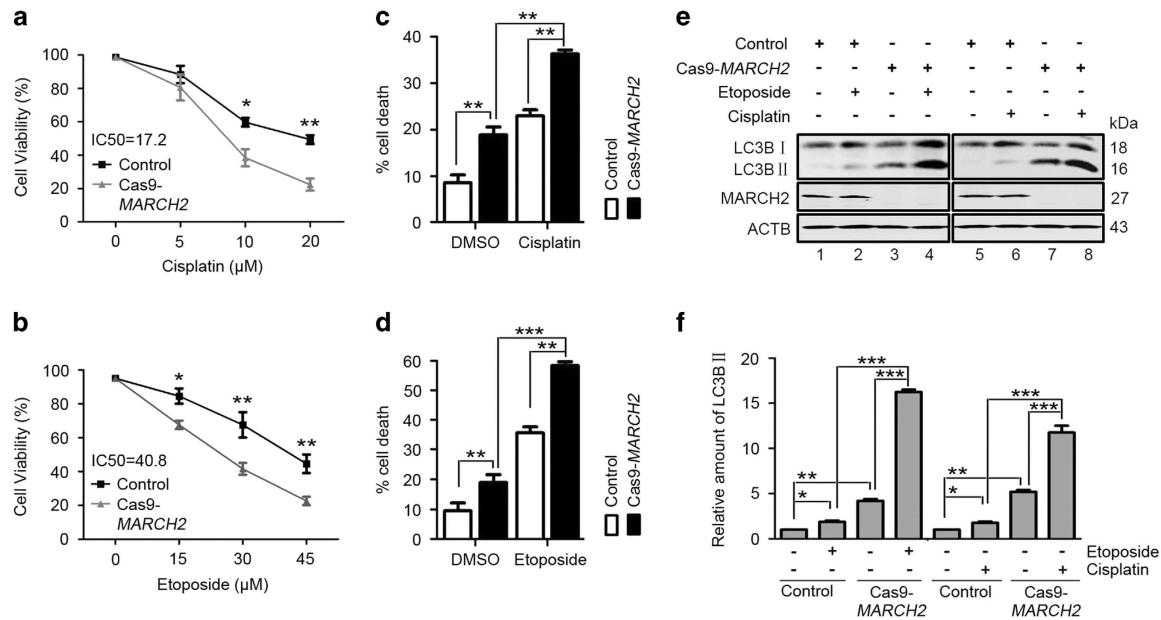 a
100
80
60
40
20
0
Cell Viability (%)
*
**
IC50=17.2
Control
Cas9-
MARCH2
0 5 10 20
Cisplatin (µM)
b
100
80
60
40
20
0
Cell Viability (%)
*
**
**
IC50=40.8
Control
Cas9-
MARCH2
0 15 30 45
Etoposide (µM)
c
40
30
20
10
0
% cell death
**
**
**
DMSO Cisplatin
Control
Cas9-MARCH2
d
60
50
40
30
20
10
0
% cell death
***
**
**
DMSO Etoposide
Control
Cas9-MARCH2
e
Control + + - - + + - -
Cas9-MARCH2 - - + + - - + +
Etoposide - + - + - - - -
Cisplatin - - - - - + - +
kDa
LC3B I 18
LC3B II 16
MARCH2 27
ACTB 43
1 2 3 4 5 6 7 8
f
20
15
10
5
0
Relative amount of LC3B II
***
***
**
*
***
***
**
*
- + - + - - - - Etoposide
- - - - - + - + Cisplatin
Control Cas9- Control Cas9-
MARCH2 MARCH2